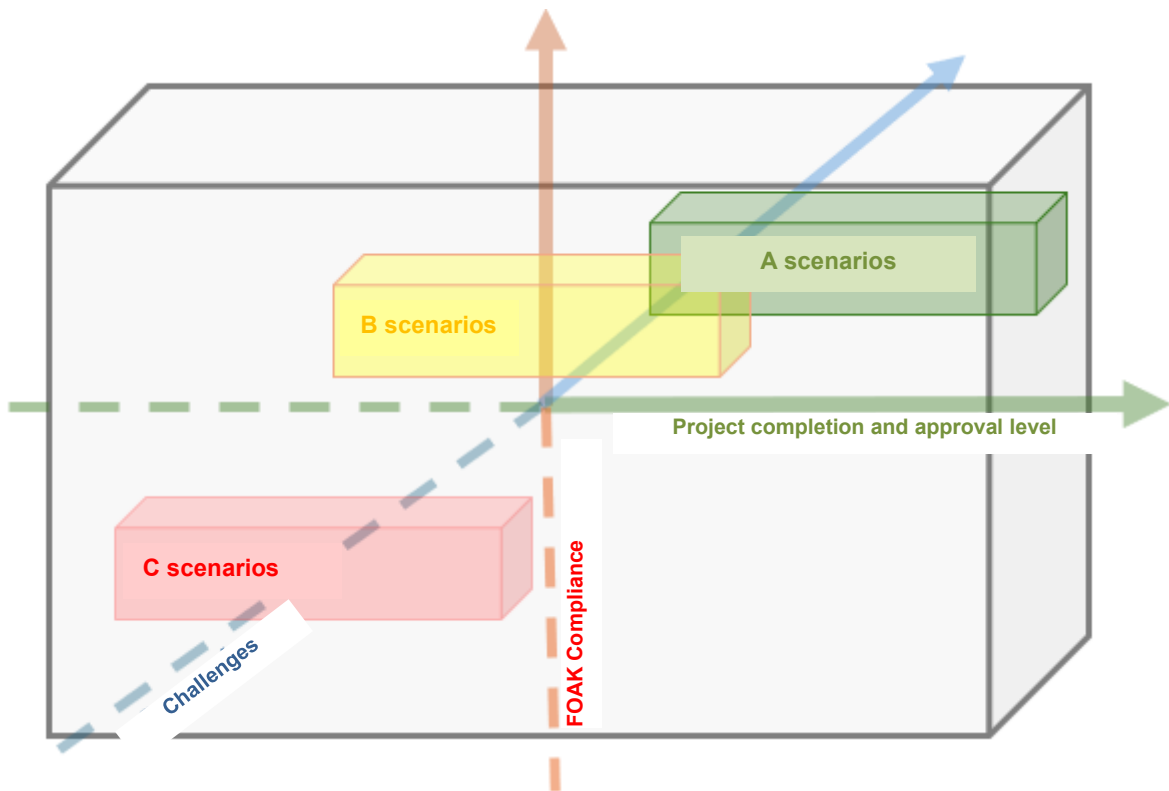 A scenarios
B scenarios
Project completion and approval level
C scenarios
FOAK Compliance
Challenges